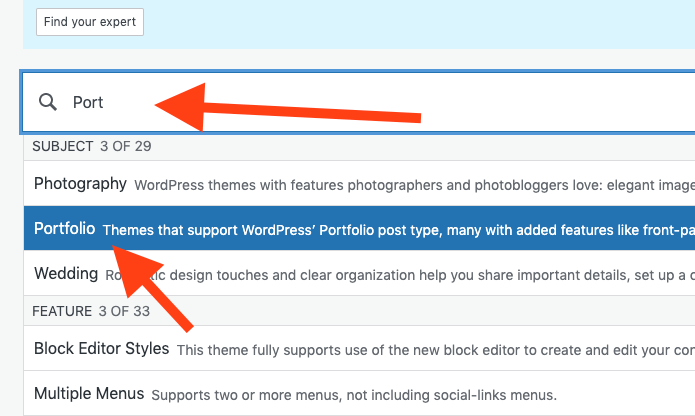 Find your expert
Port
SUBJECT 3 OF 29
Photography WordPress themes with features photographers and photobloggers love: elegant image
Portfolio Themes that support WordPress’ Portfolio post type, many with added features like front-pa
Wedding design touches and clear organization help you share important details, set up a
FEATURE 3 OF 33
Block Editor Styles This theme fully supports use of the new block editor to create and edit your con
Multiple Menus Supports two or more menus, not including social-links menus.